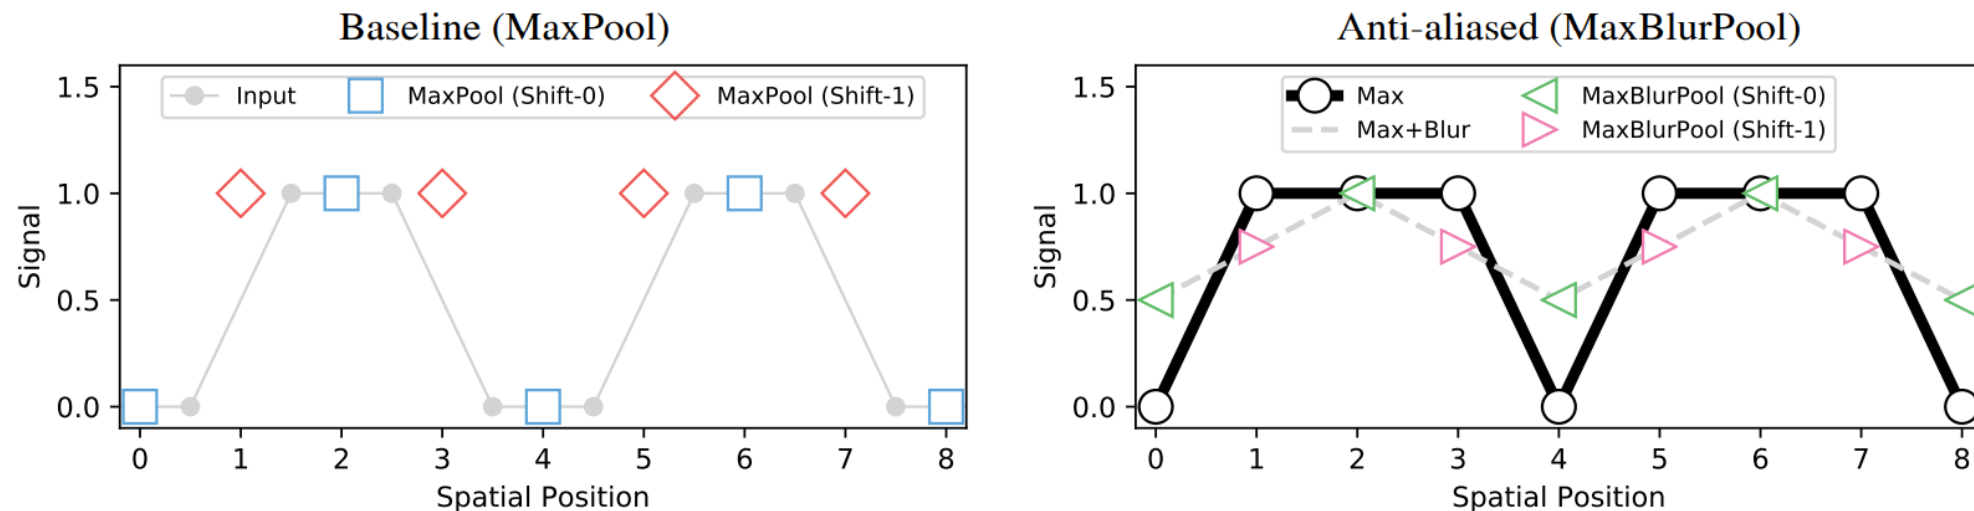 Baseline (MaxPool)
Input MaxPool (Shift-0) MaxPool (Shift-1)
1.5
1.0
0.5
0.0
Signal
0 1 2 3 4 5 6 7 8
Spatial Position
Anti-aliased (MaxBlurPool)
Max MaxBlurPool (Shift-0)
Max+Blur MaxBlurPool (Shift-1)
1.5
1.0
0.5
0.0
Signal
0 1 2 3 4 5 6 7 8
Spatial Position